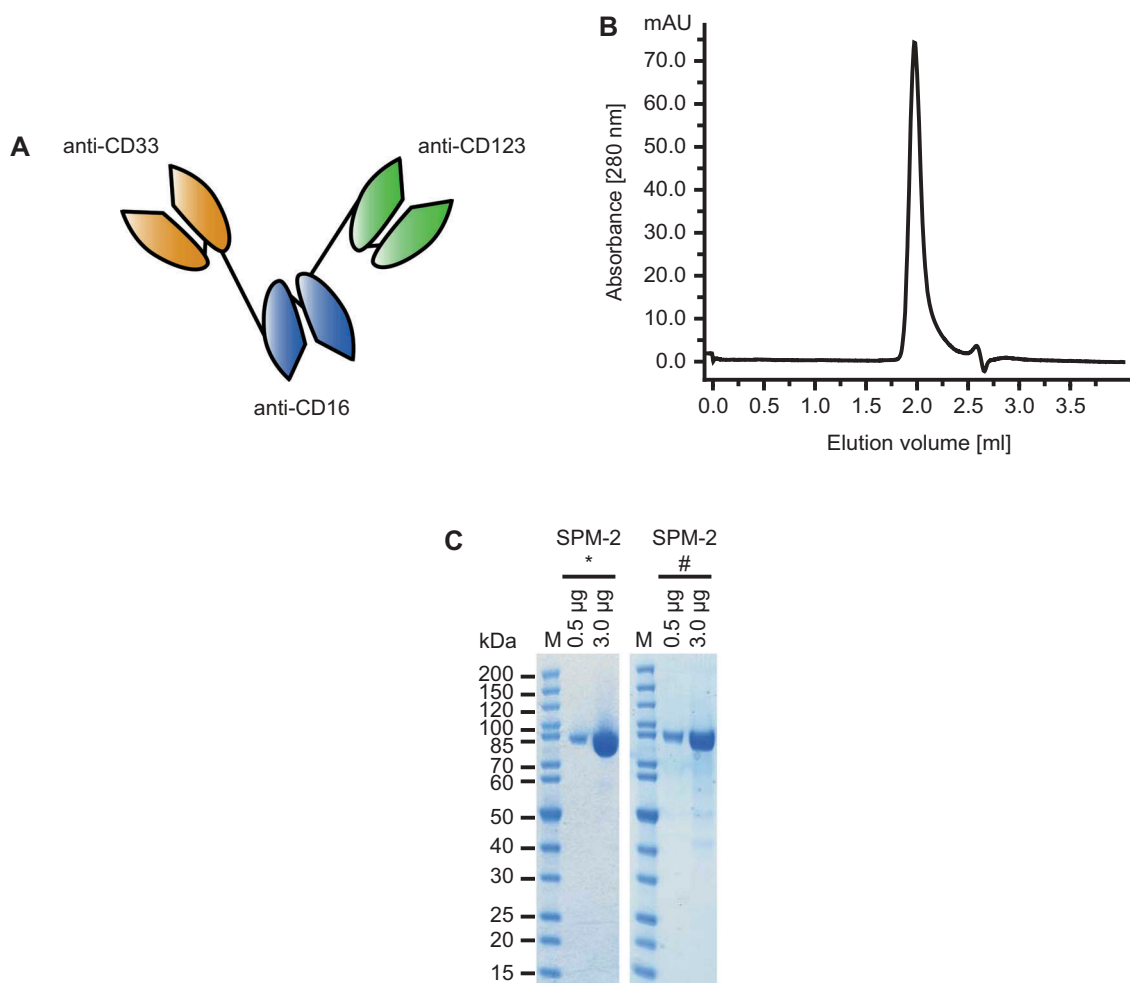 A
anti-CD33
anti-CD123
anti-CD16
B
mAU
70.0
60.0
50.0
40.0
30.0
20.0
10.0
0.0
Absorbance [280 nm]
0.0 0.5 1.0 1.5 2.0 2.5 3.0 3.5
Elution volume [ml]
C
SPM-2 SPM-2
* #
kDa M 0.5 µg 3.0 µg M 0.5 µg 3.0 µg
200
150
120
100
85
70
60
50
40
30
25
20
15